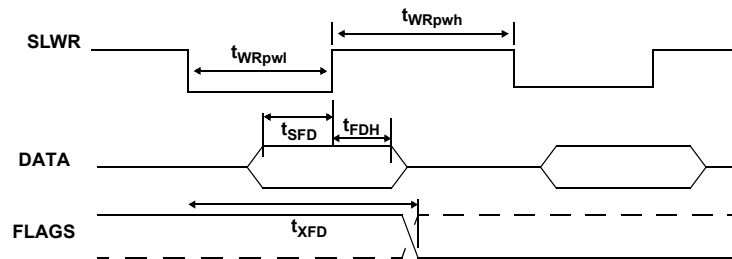 SLWR
tWRpwl
tWRpwh
DATA
tSFD
tFDH
FLAGS
tXFD